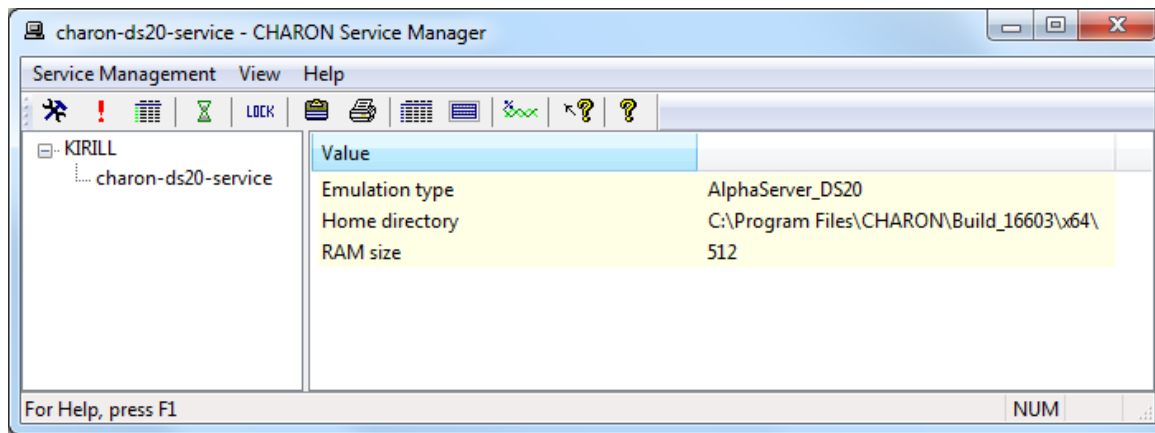 charon-ds20-service - CHARON Service Manager
Service Management View Help
LOCK
KIRILL
charon-ds20-service
Value
Emulation type AlphaServer_DS20
Home directory C:\Program Files\CHARON\Build_16603\x64\
RAM size 512
For Help, press F1 NUM